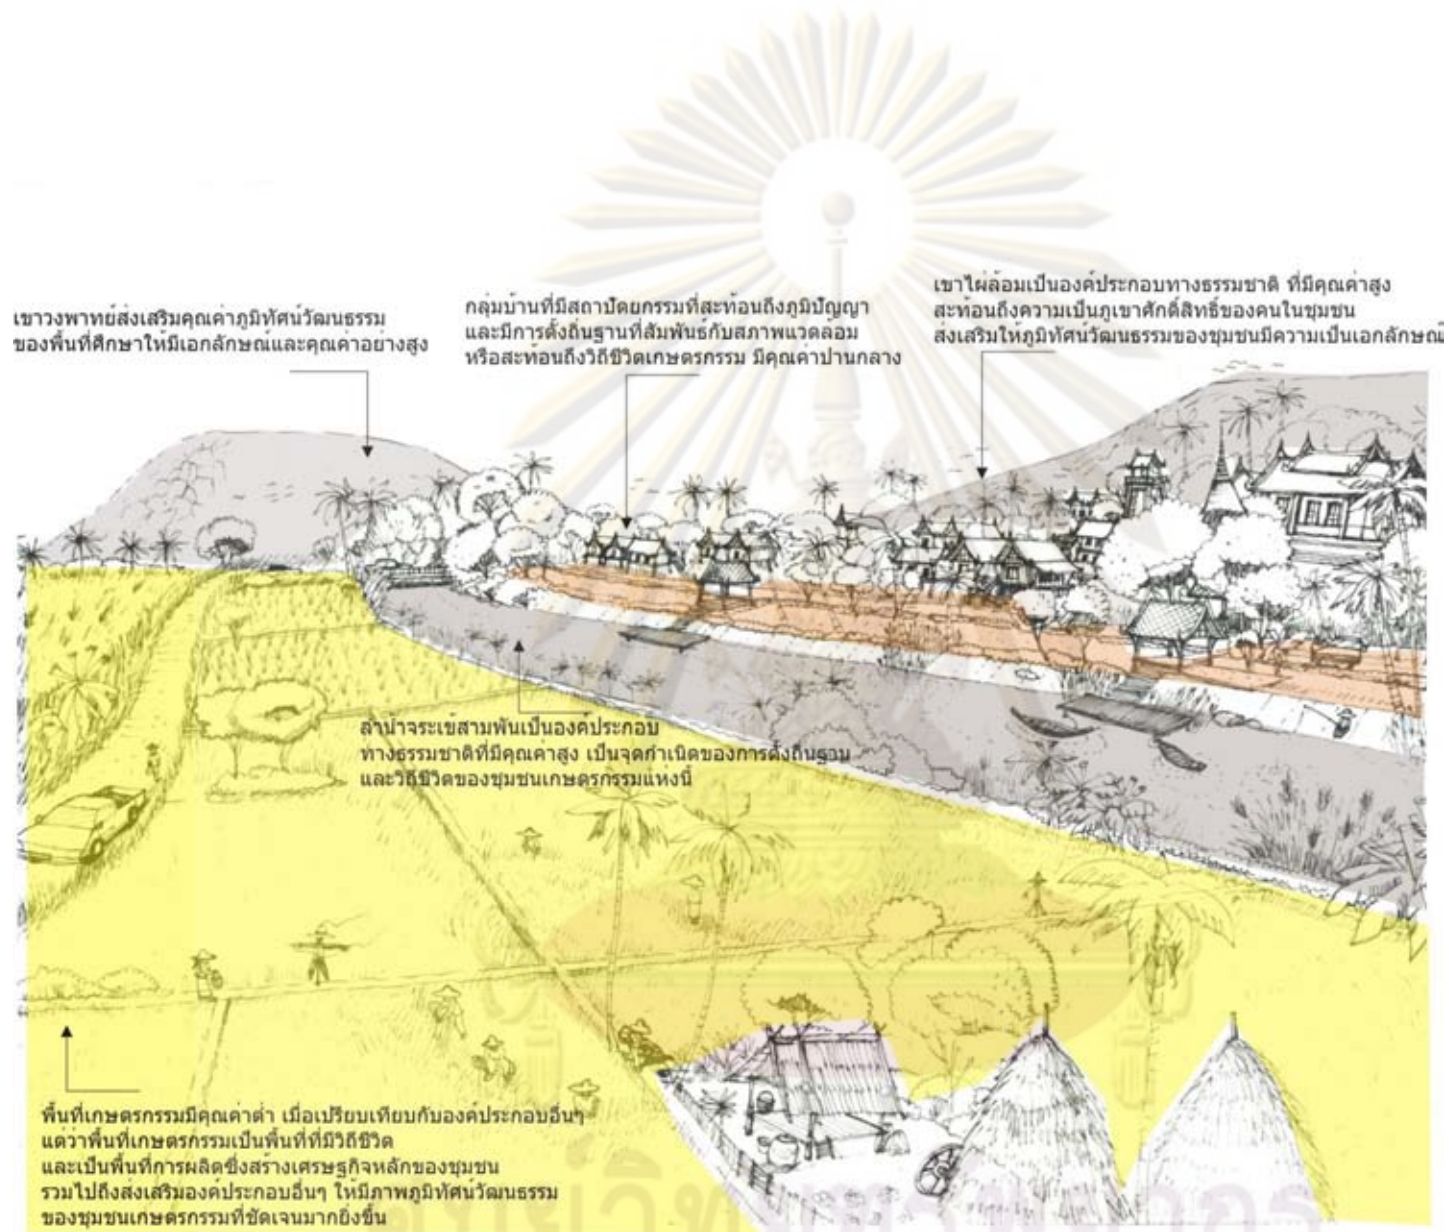 เขาวงพาทย์ส่งเสริมคุณค่าภูมิทัศน์วัฒนธรรม
ของพื้นที่ศึกษาให้มีเอกลักษณ์และคุณค่าอย่างสูง
กลุ่มบ้านที่มีสถาปัตยกรรมที่สะท้อนถึงภูมิปัญญา
และมีการตั้งถิ่นฐานที่สัมพันธ์กับสภาพแวดล้อม
หรือสะท้อนถึงวิถีชีวิตเกษตรกรรม มีคุณค่าปานกลาง
เขาไผ่ล้อมเป็นองค์ประกอบทางธรรมชาติ ที่มีคุณค่าสูง
สะท้อนถึงความเป็นภูเขาศักดิ์สิทธิ์ของคนในชุมชน
ส่งเสริมให้ภูมิทัศน์วัฒนธรรมของชุมชนมีความเป็นเอกลักษณ์
ลำน้ำจระเข้สามพันเป็นองค์ประกอบ
ทางธรรมชาติที่มีคุณค่าสูง เป็นจุดกำเนิดของการตั้งถิ่นฐาน
และวิถีชีวิตของชุมชนเกษตรกรรมแห่งนี้
พื้นที่เกษตรกรรมมีคุณค่าต่ำ เมื่อเปรียบเทียบกับองค์ประกอบอื่นๆ
แต่ว่าพื้นที่เกษตรกรรมเป็นพื้นที่ที่มีวิถีชีวิต
และเป็นพื้นที่การผลิตซึ่งสร้างเศรษฐกิจหลักของชุมชน
รวมไปถึงส่งเสริมองค์ประกอบอื่นๆ ให้มีภาพภูมิทัศน์วัฒนธรรม
ของชุมชนเกษตรกรรมที่ชัดเจนมากยิ่งขึ้น